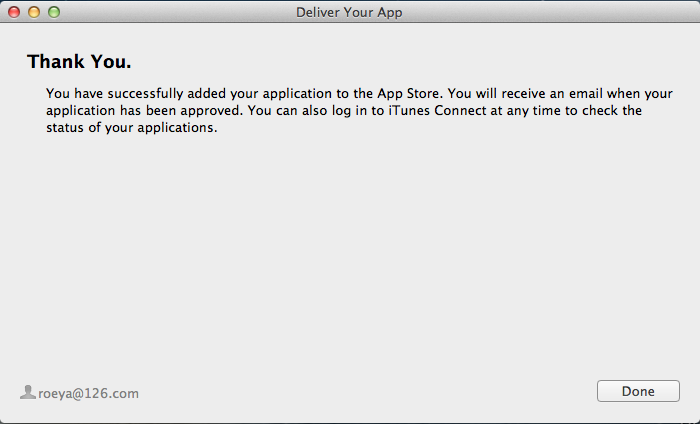 Deliver Your App
Thank You.
You have successfully added your application to the App Store. You will receive an email when your
application has been approved. You can also log in to iTunes Connect at any time to check the
status of your applications.
roeya@126.com
Done